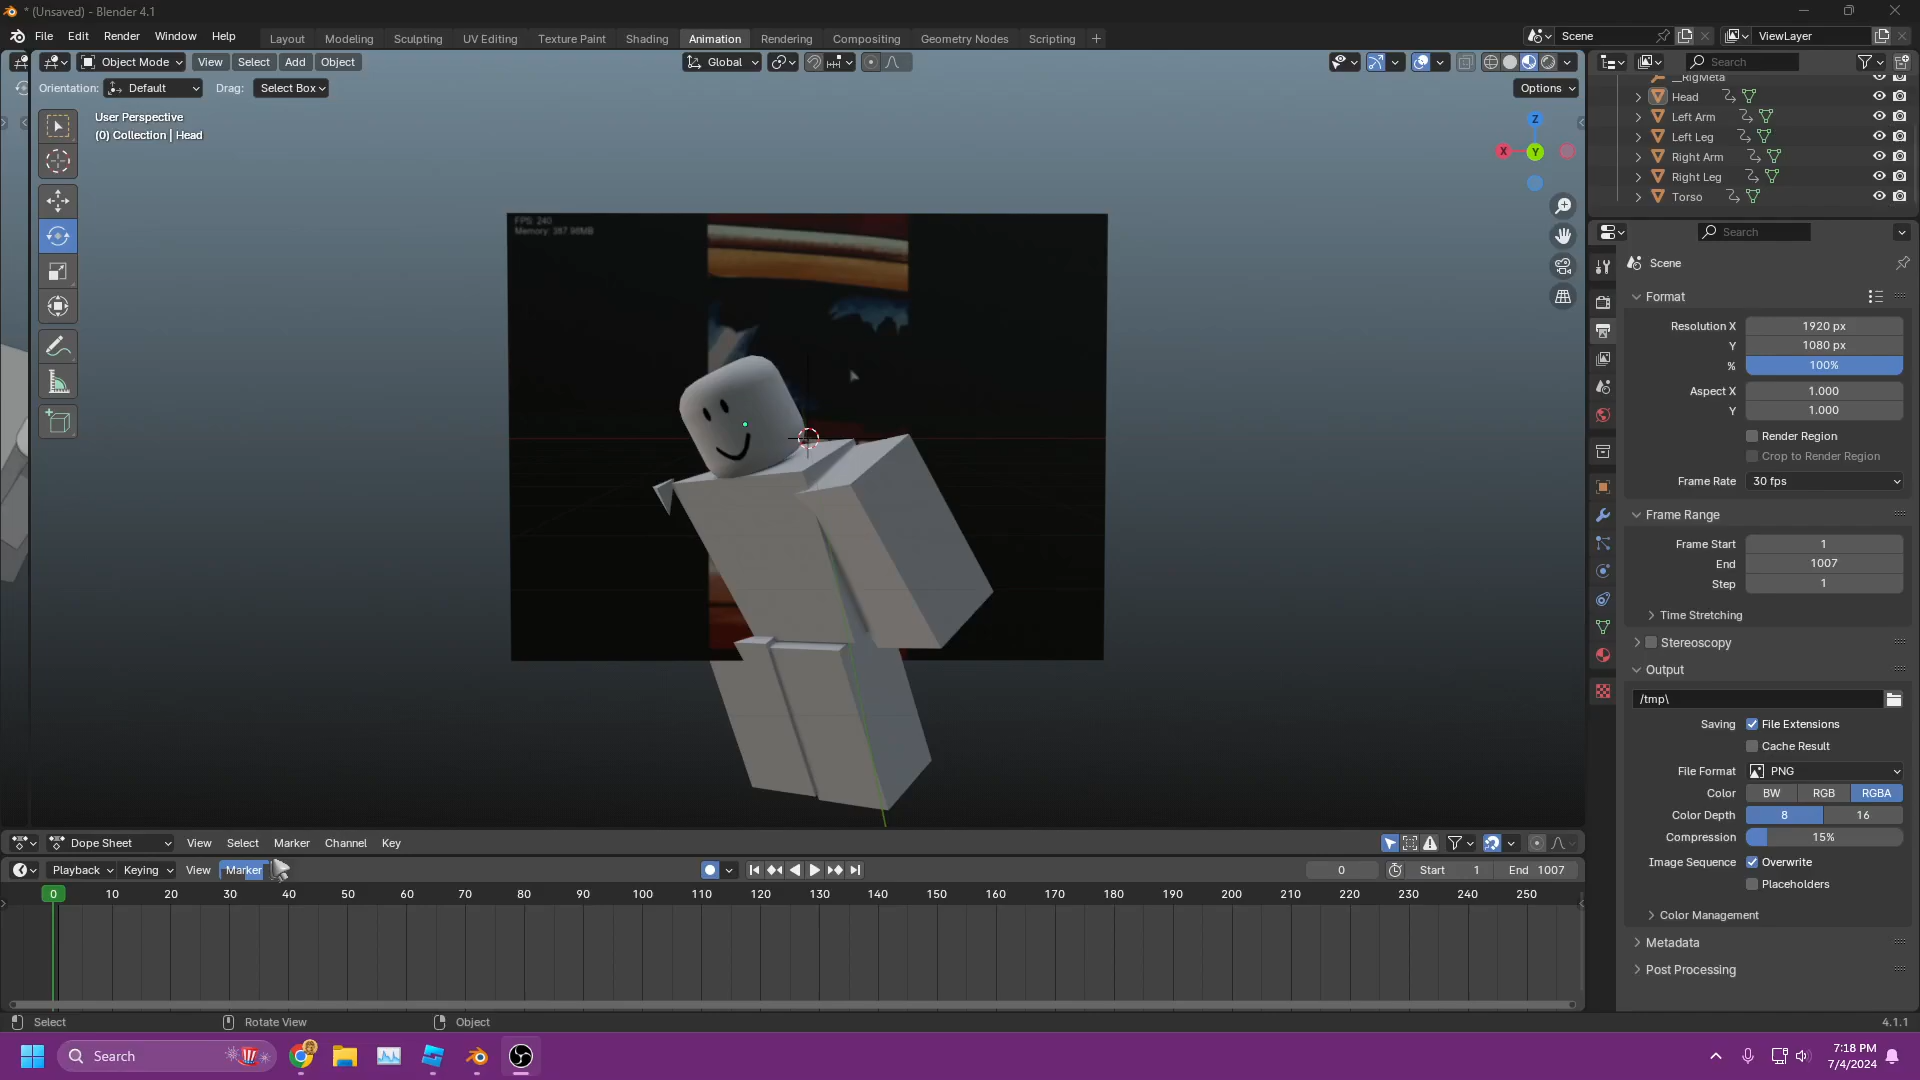 * (Unsaved) - Blender 4.1
File Edit Render Window Help
Layout Modeling Sculpting UV Editing Texture Paint Shading Animation Rendering Compositing Geometry Nodes Scripting +
Scene
ViewLayer
Object Mode View Select Add Object
Global
Search
Orientation: Default Drag: Select Box
Options
User Perspective
(0) Collection | Head
Z
X
Y
__RigMeta
Head
Left Arm
Left Leg
Right Arm
Right Leg
Torso
FPS: 240
Memory: 367.96MB
Search
Scene
Format
Resolution X 1920 px
Y 1080 px
% 100%
Aspect X 1.000
Y 1.000
Render Region
Crop to Render Region
Frame Rate 30 fps
Frame Range
Frame Start 1
End 1007
Step 1
Time Stretching
Stereoscopy
Output
/tmp\
Saving File Extensions
Cache Result
File Format PNG
Color BW RGB RGBA
Color Depth 8 16
Compression 15%
Image Sequence Overwrite
Placeholders
Color Management
Metadata
Post Processing
Dope Sheet View Select Marker Channel Key
Playback Keying View Marker
0 Start 1 End 1007
0 10 20 30 40 50 60 70 80 90 100 110 120 130 140 150 160 170 180 190 200 210 220 230 240 250
Select Rotate View Object
4.1.1
Search
7:18 PM
7/4/2024